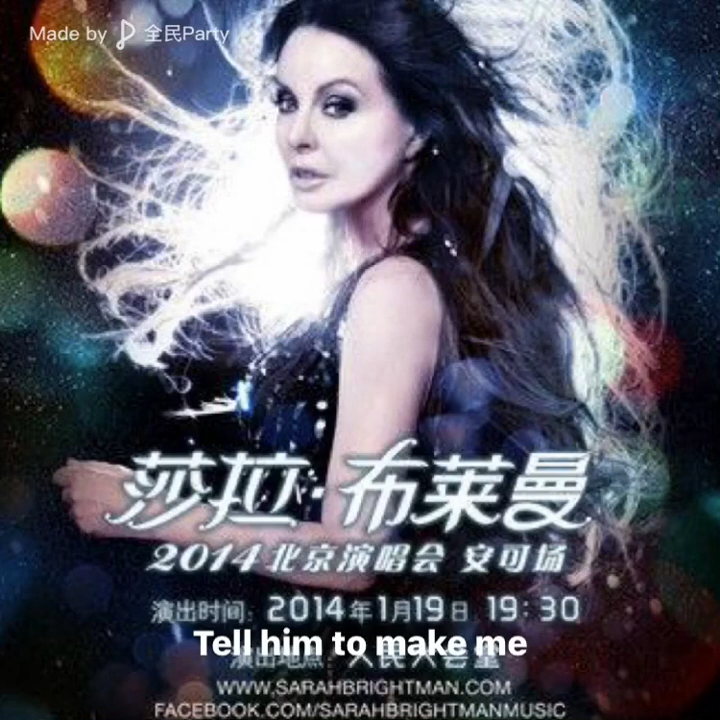 Made by 全民Party
莎拉·布莱曼
2014 北京演唱会 安可场
演出时间: 2014年1月19日 19:30
Tell him to make me
演出地点: 人民大会堂
WWW.SARAHBRIGHTMAN.COM
FACEBOOK.COM/SARAHBRIGHTMANMUSIC